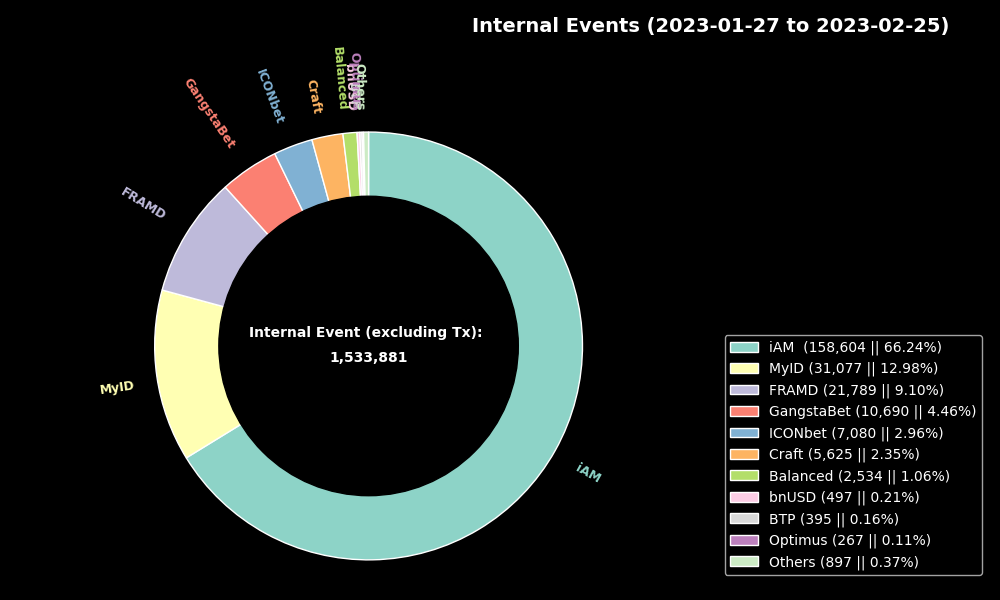 Internal Events (2023-01-27 to 2023-02-25)
Others
Optimus
bnUSD
Balanced
Craft
ICONbet
GangstaBet
FRAMD
MyID
iAM
Internal Event (excluding Tx):
1,533,881
iAM  (158,604 || 66.24%)
MyID (31,077 || 12.98%)
FRAMD (21,789 || 9.10%)
GangstaBet (10,690 || 4.46%)
ICONbet (7,080 || 2.96%)
Craft (5,625 || 2.35%)
Balanced (2,534 || 1.06%)
bnUSD (497 || 0.21%)
BTP (395 || 0.16%)
Optimus (267 || 0.11%)
Others (897 || 0.37%)